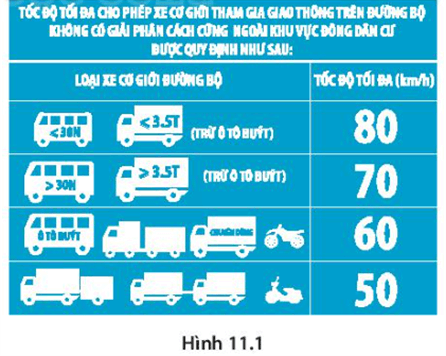 TỐC ĐỘ TỐI ĐA CHO PHÉP XE CƠ GIỚI THAM GIA GIAO THÔNG TRÊN ĐƯỜNG BỘ
KHÔNG CÓ GIẢI PHÂN CÁCH CỨNG NGOÀI KHU VỰC ĐÔNG DÂN CƯ
ĐƯỢC QUY ĐỊNH NHƯ SAU:
LOẠI XE CƠ GIỚI ĐƯỜNG BỘ TỐC ĐỘ TỐI ĐA (km/h)
≤30N <3.5T (TRỪ Ô TÔ BUÝT) 80
>30N >3.5T (TRỪ Ô TÔ BUÝT) 70
Ô TÔ BUÝT CHUYÊN DÙNG 60
50
Hình 11.1